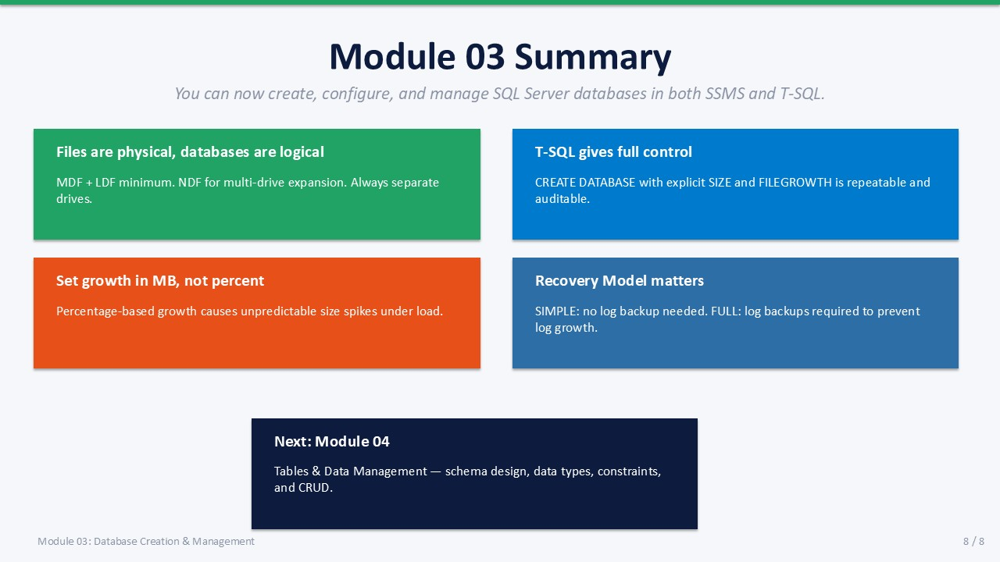 Module 03 Summary
You can now create, configure, and manage SQL Server databases in both SSMS and T-SQL.
Files are physical, databases are logical
MDF + LDF minimum. NDF for multi-drive expansion. Always separate
drives.
T-SQL gives full control
CREATE DATABASE with explicit SIZE and FILEGROWTH is repeatable and
auditable.
Set growth in MB, not percent
Percentage-based growth causes unpredictable size spikes under load.
Recovery Model matters
SIMPLE: no log backup needed. FULL: log backups required to prevent
log growth.
Next: Module 04
Tables & Data Management — schema design, data types, constraints,
and CRUD.
Module 03: Database Creation & Management
8 / 8